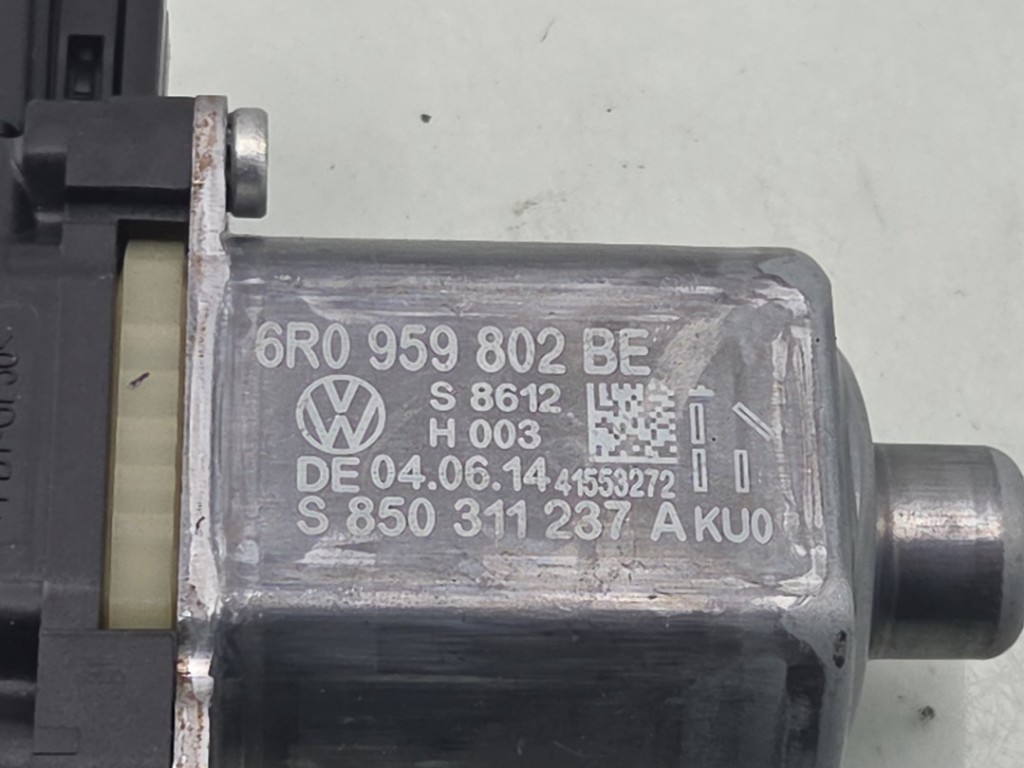 6R0 959 802 BE
S 8612
H 003
DE 04.06.14 41553272
S 850 311 237 A KU0